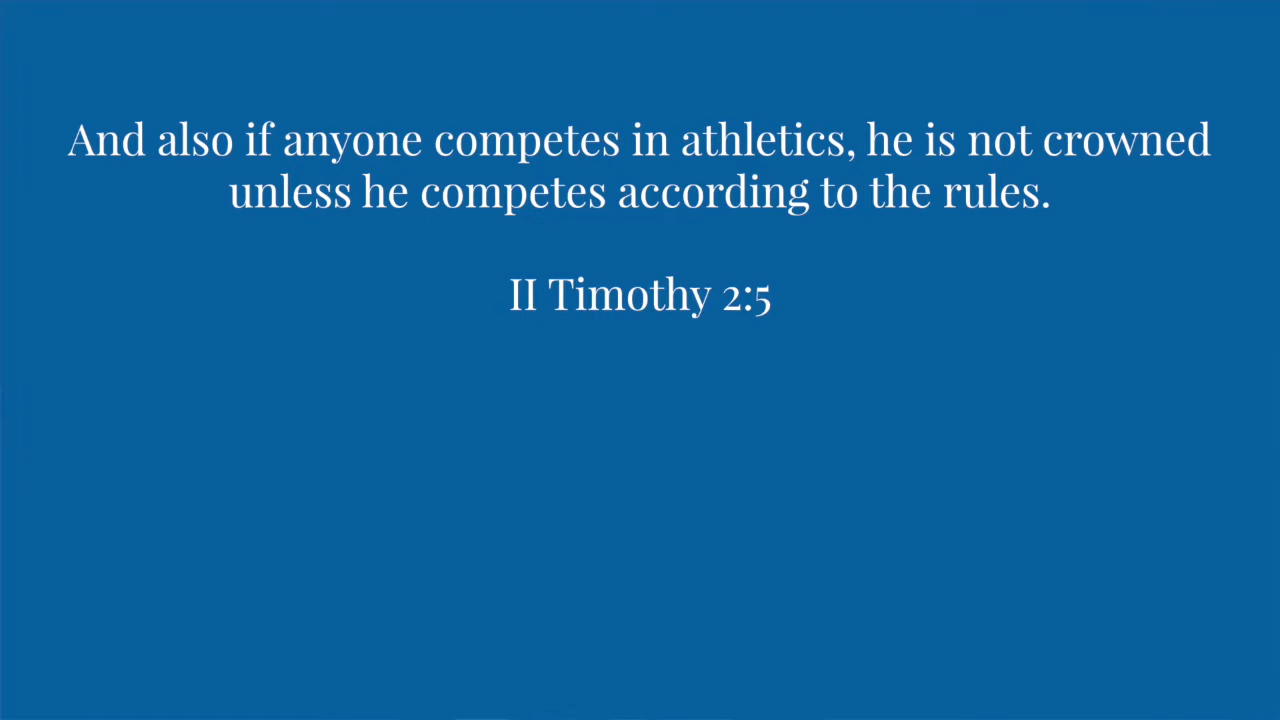 And also if anyone competes in athletics, he is not crowned
unless he competes according to the rules.
II Timothy 2:5